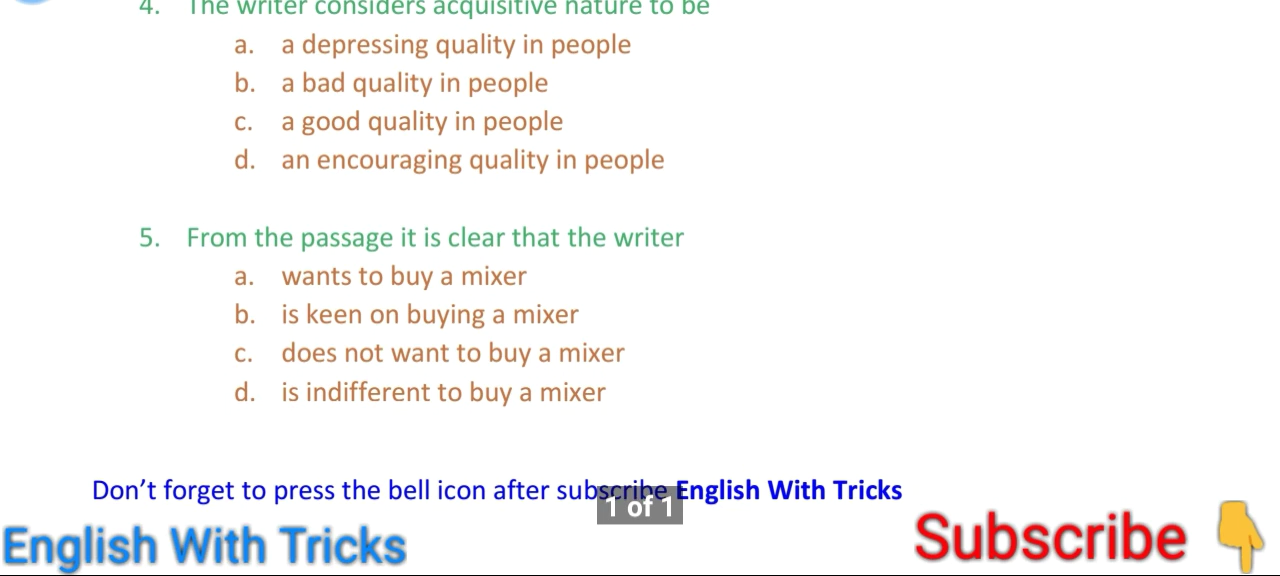 4. The writer considers acquisitive nature to be
a. a depressing quality in people
b. a bad quality in people
c. a good quality in people
d. an encouraging quality in people
5. From the passage it is clear that the writer
a. wants to buy a mixer
b. is keen on buying a mixer
c. does not want to buy a mixer
d. is indifferent to buy a mixer
Don't forget to press the bell icon after subscribe English With Tricks
1 of 1
English With Tricks
Subscribe